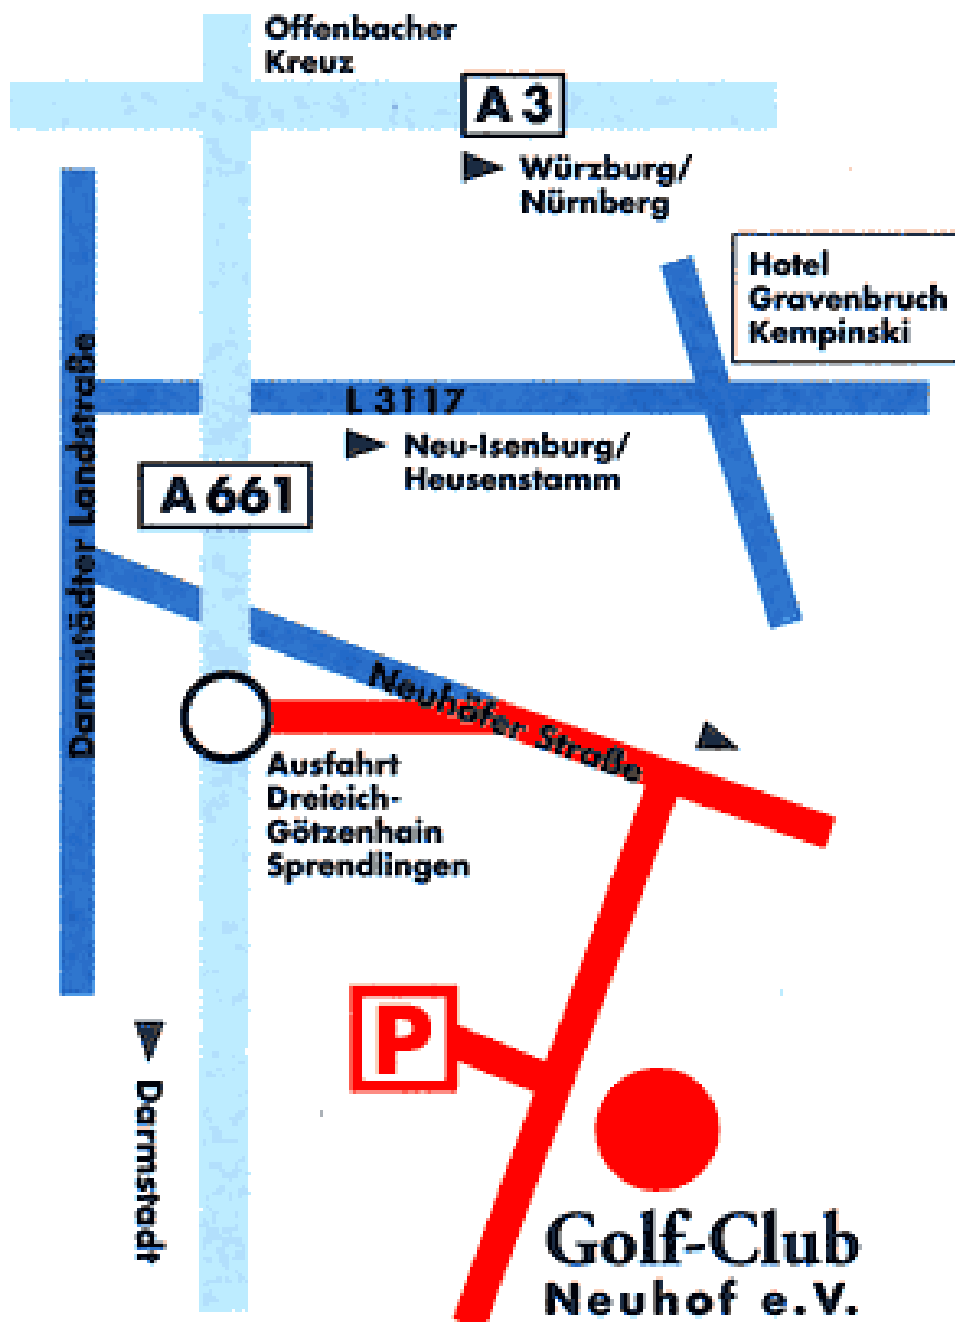 Offenbacher
Kreuz
A 3
Würzburg/
Nürnberg
Hotel
Gravenbruch
Kempinski
Darmstädter Landstraße
L 3117
Neu-Isenburg/
Heusenstamm
A 661
Neuhöfer Straße
Ausfahrt
Dreieich-
Götzenhain
Sprendlingen
P
Darmstadt
Golf-Club
Neuhof e.V.